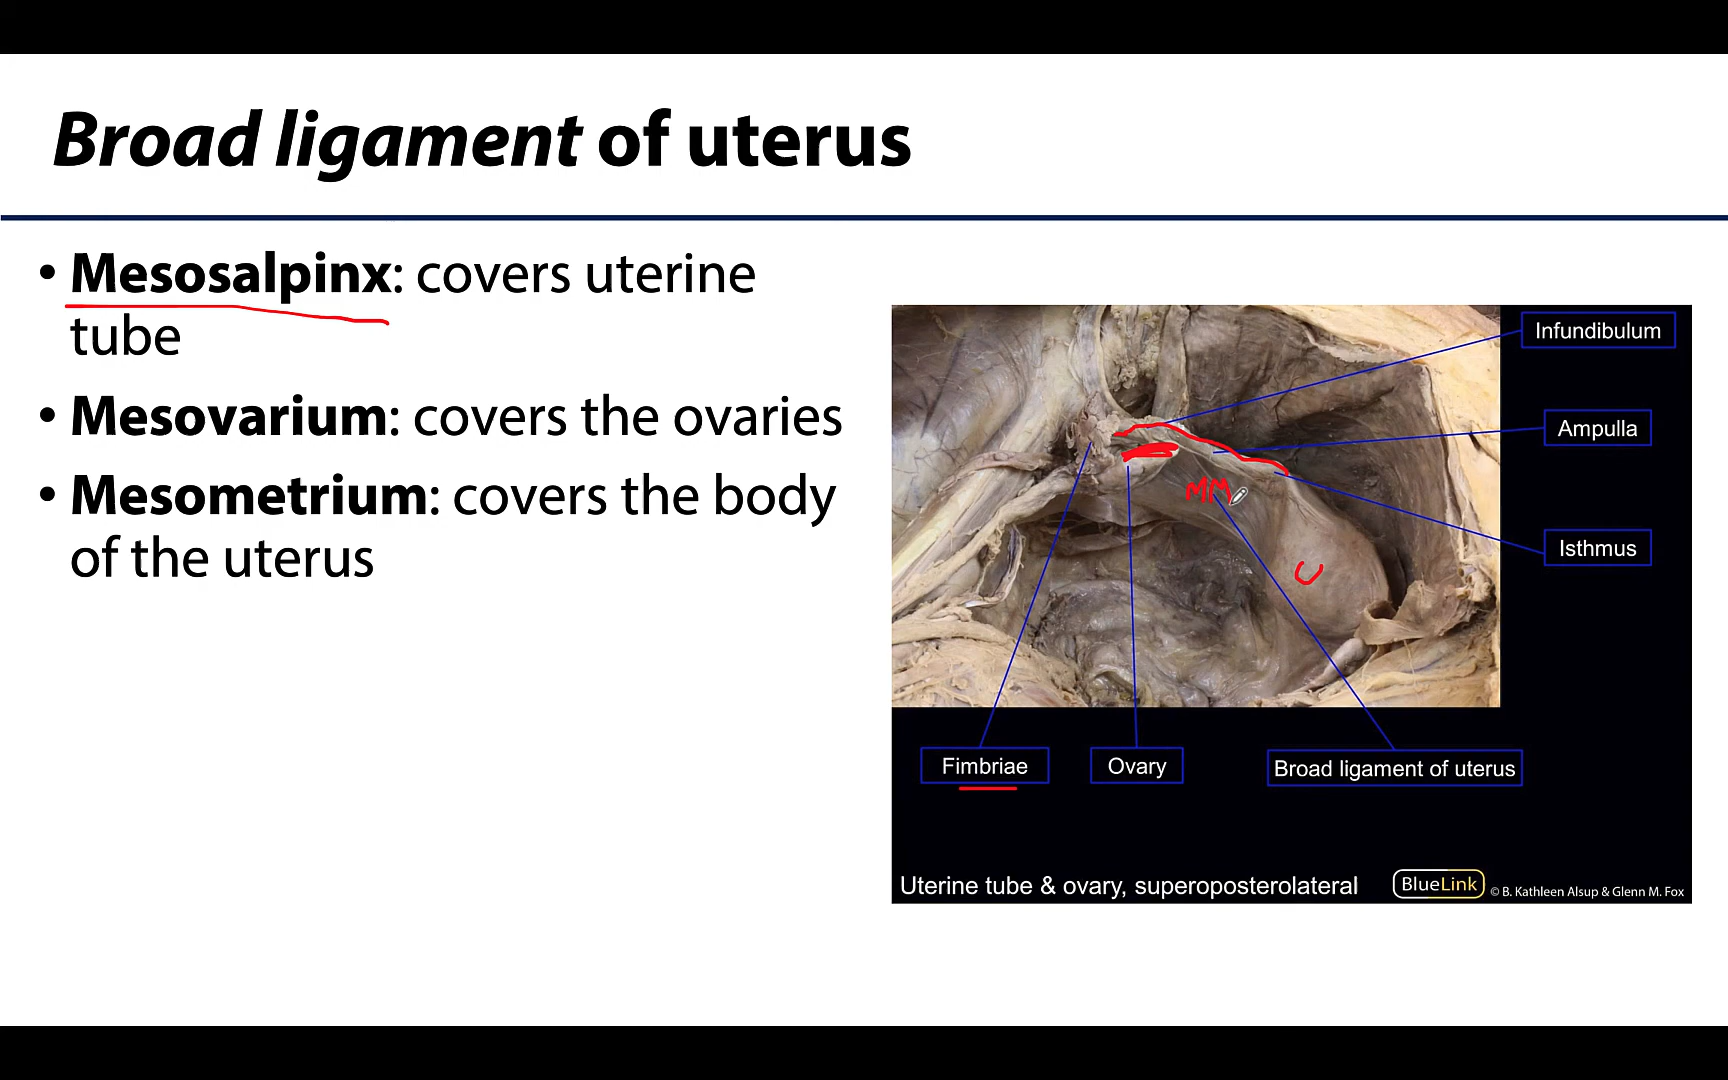 Broad ligament of uterus
• Mesosalpinx: covers uterine
tube
• Mesovarium: covers the ovaries
• Mesometrium: covers the body
of the uterus
Infundibulum
Ampulla
MM
Isthmus
U
Fimbriae
Ovary
Broad ligament of uterus
Uterine tube & ovary, superoposterolateral
BlueLink
© B. Kathleen Alsup & Glenn M. Fox